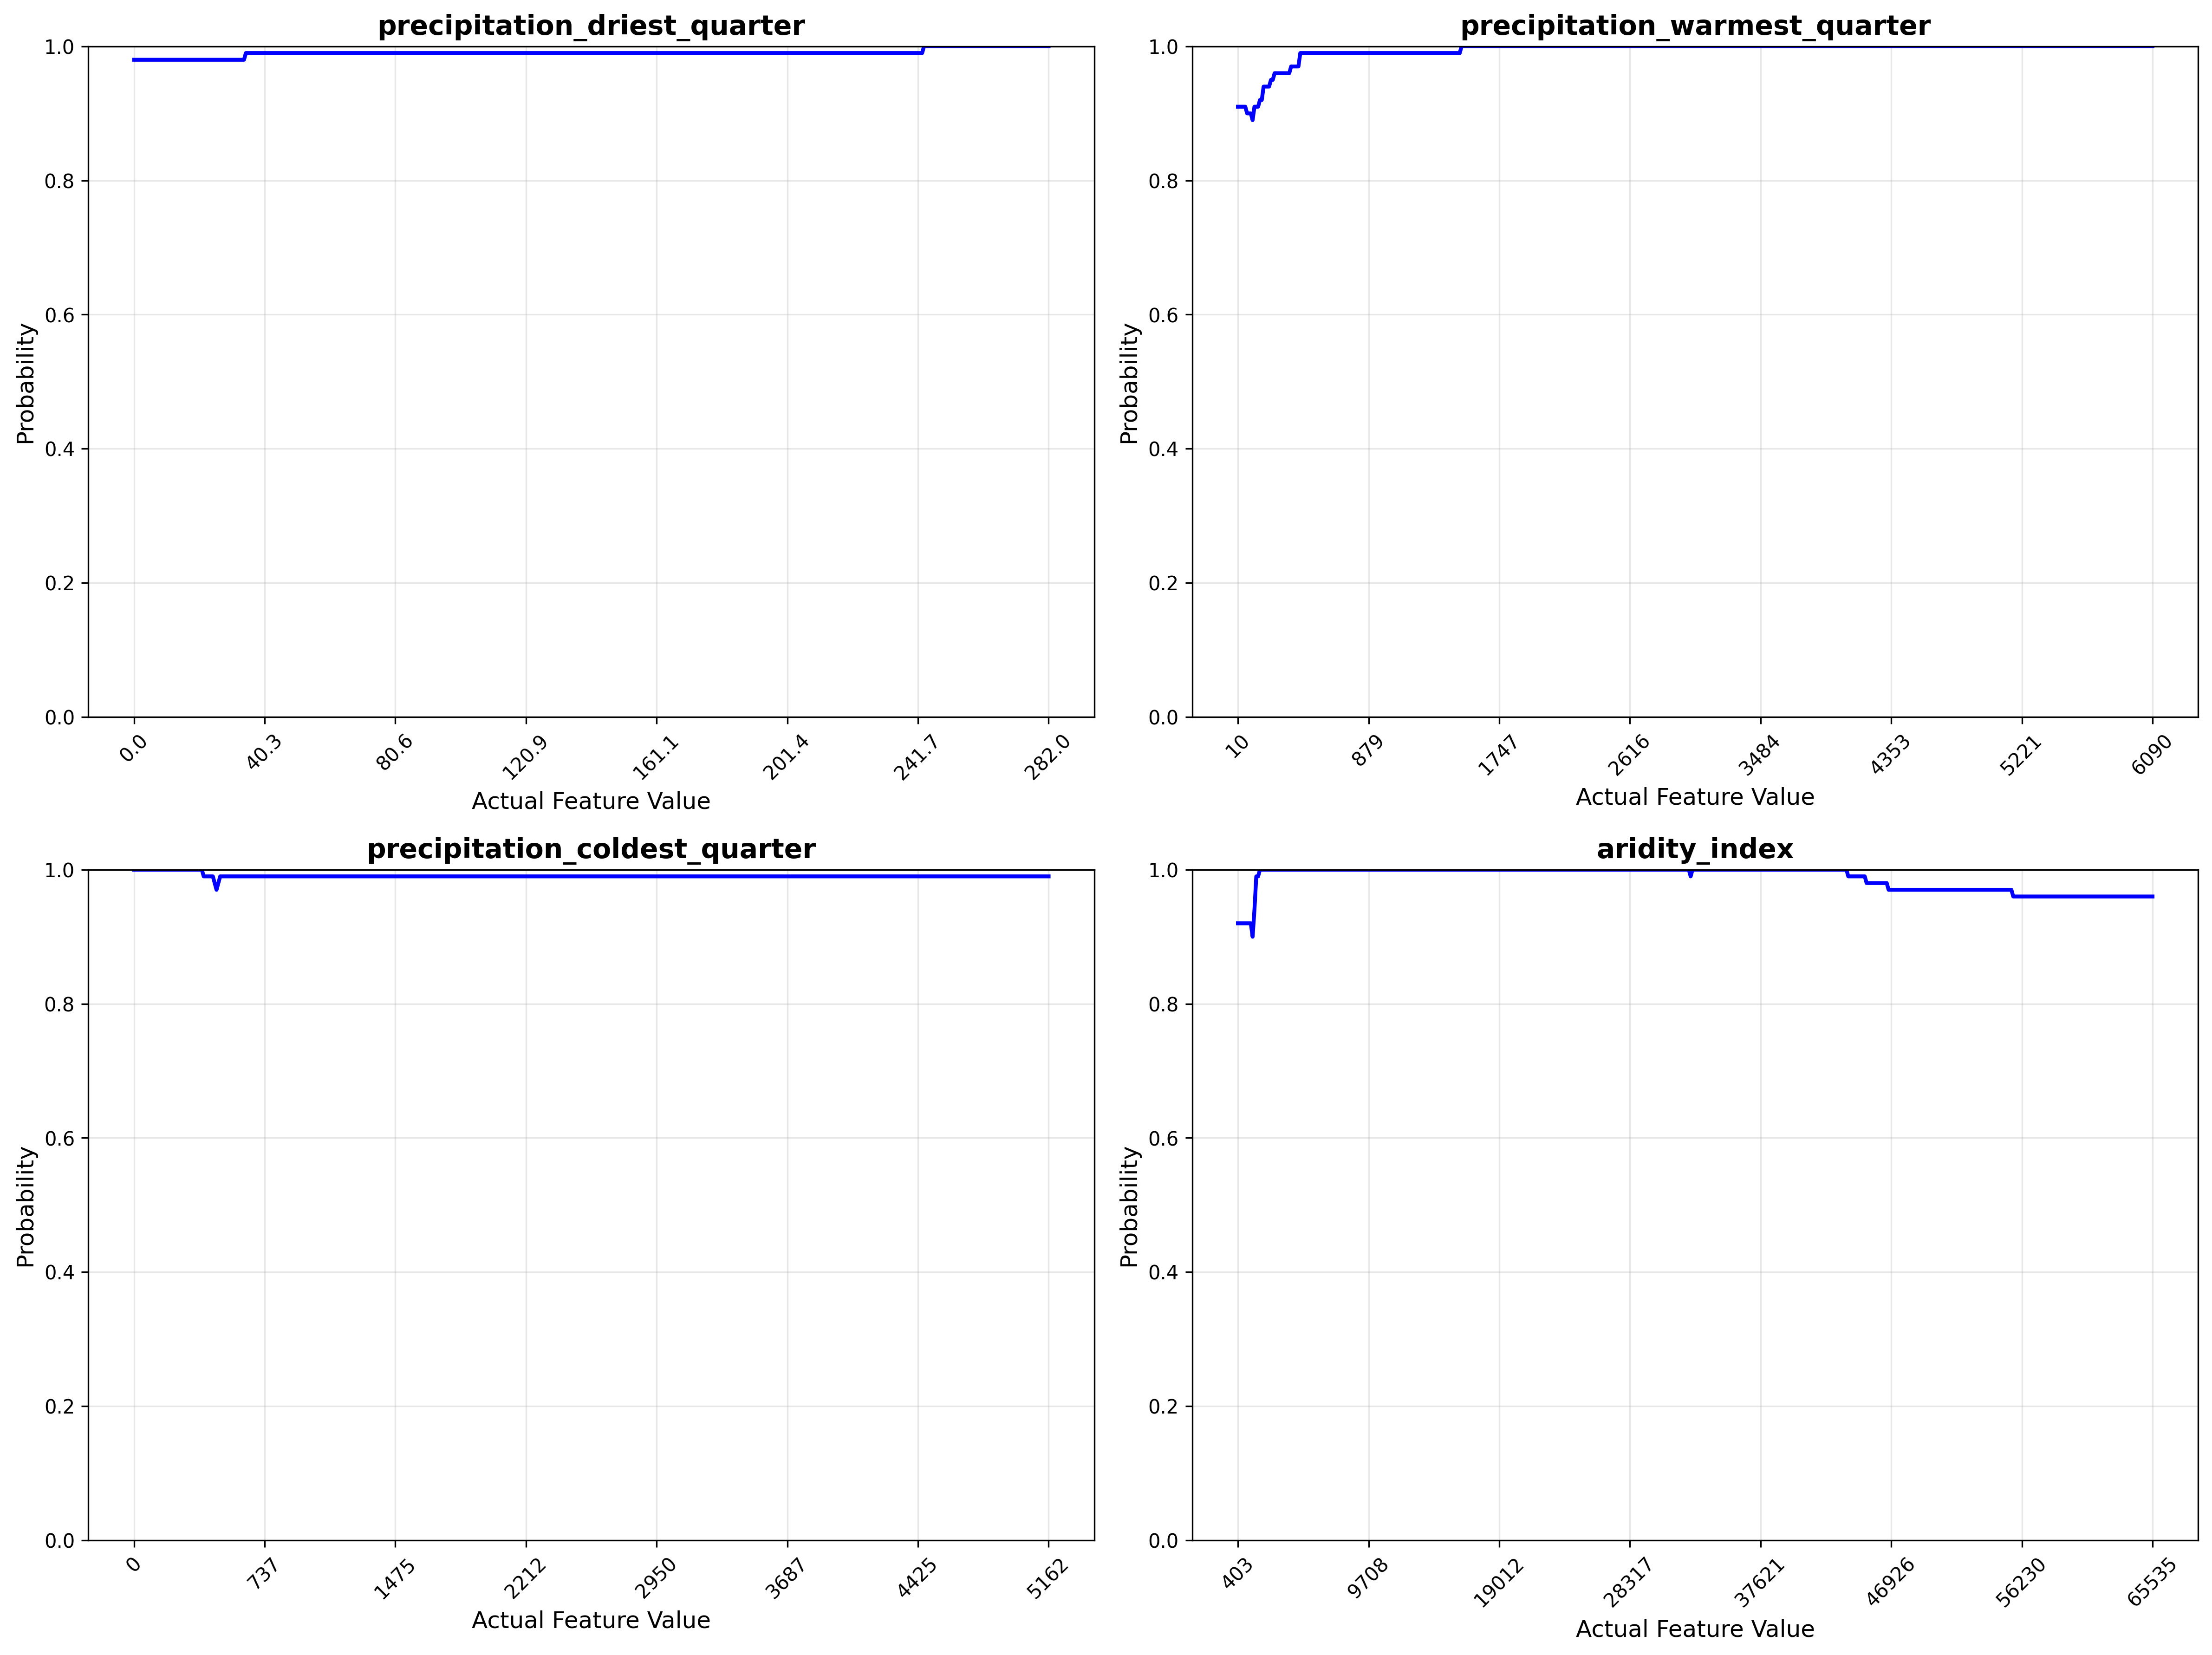 precipitation_driest_quarter
1.0
0.8
0.6
0.4
0.2
0.0
Probability
0.0 40.3 80.6 120.9 161.1 201.4 241.7 282.0
Actual Feature Value
precipitation_warmest_quarter
1.0
0.8
0.6
0.4
0.2
0.0
Probability
10 879 1747 2616 3484 4353 5221 6090
Actual Feature Value
precipitation_coldest_quarter
1.0
0.8
0.6
0.4
0.2
0.0
Probability
0 737 1475 2212 2950 3687 4425 5162
Actual Feature Value
aridity_index
1.0
0.8
0.6
0.4
0.2
0.0
Probability
403 9708 19012 28317 37621 46926 56230 65535
Actual Feature Value